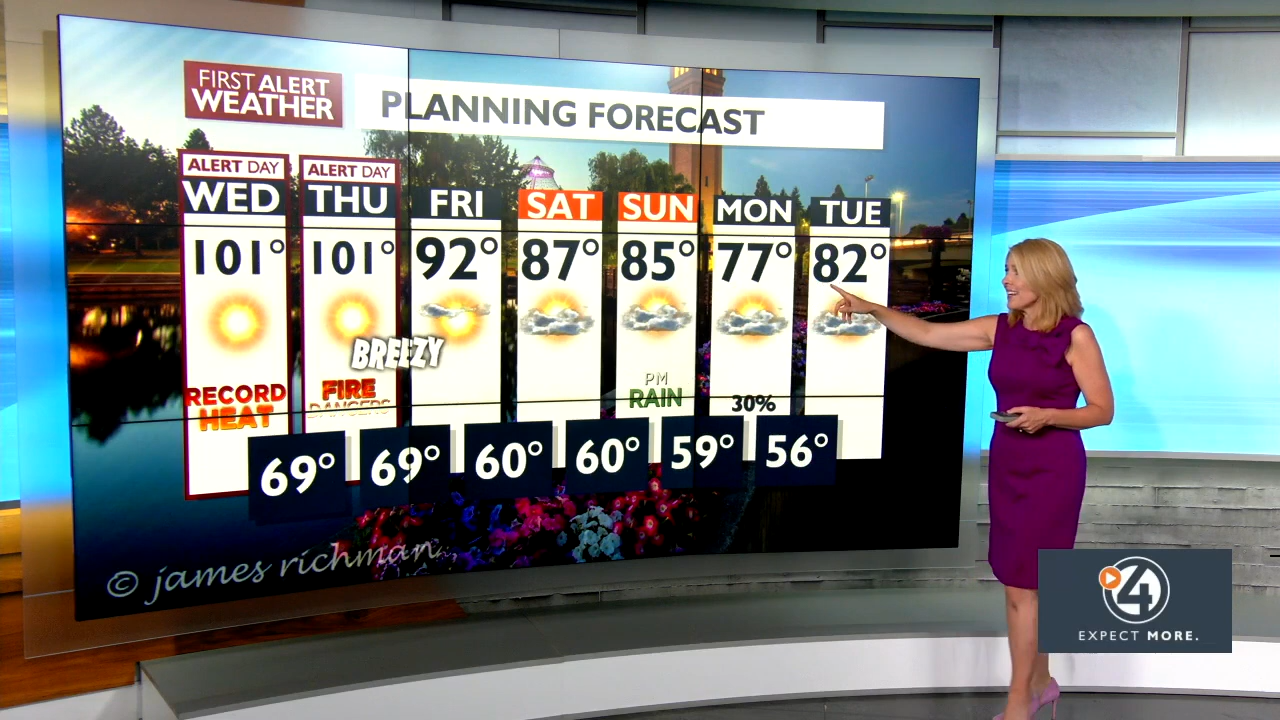 FIRST ALERT
WEATHER
PLANNING FORECAST
ALERT DAY
ALERT DAY
WED
THU
FRI
SAT
SUN
MON
TUE
101°
101°
92°
87°
85°
77°
82°
BREEZY
RECORD
HEAT
FIRE
DANGERS
PM
RAIN
30%
69°
69°
60°
60°
59°
56°
© james richman
4
EXPECT MORE.